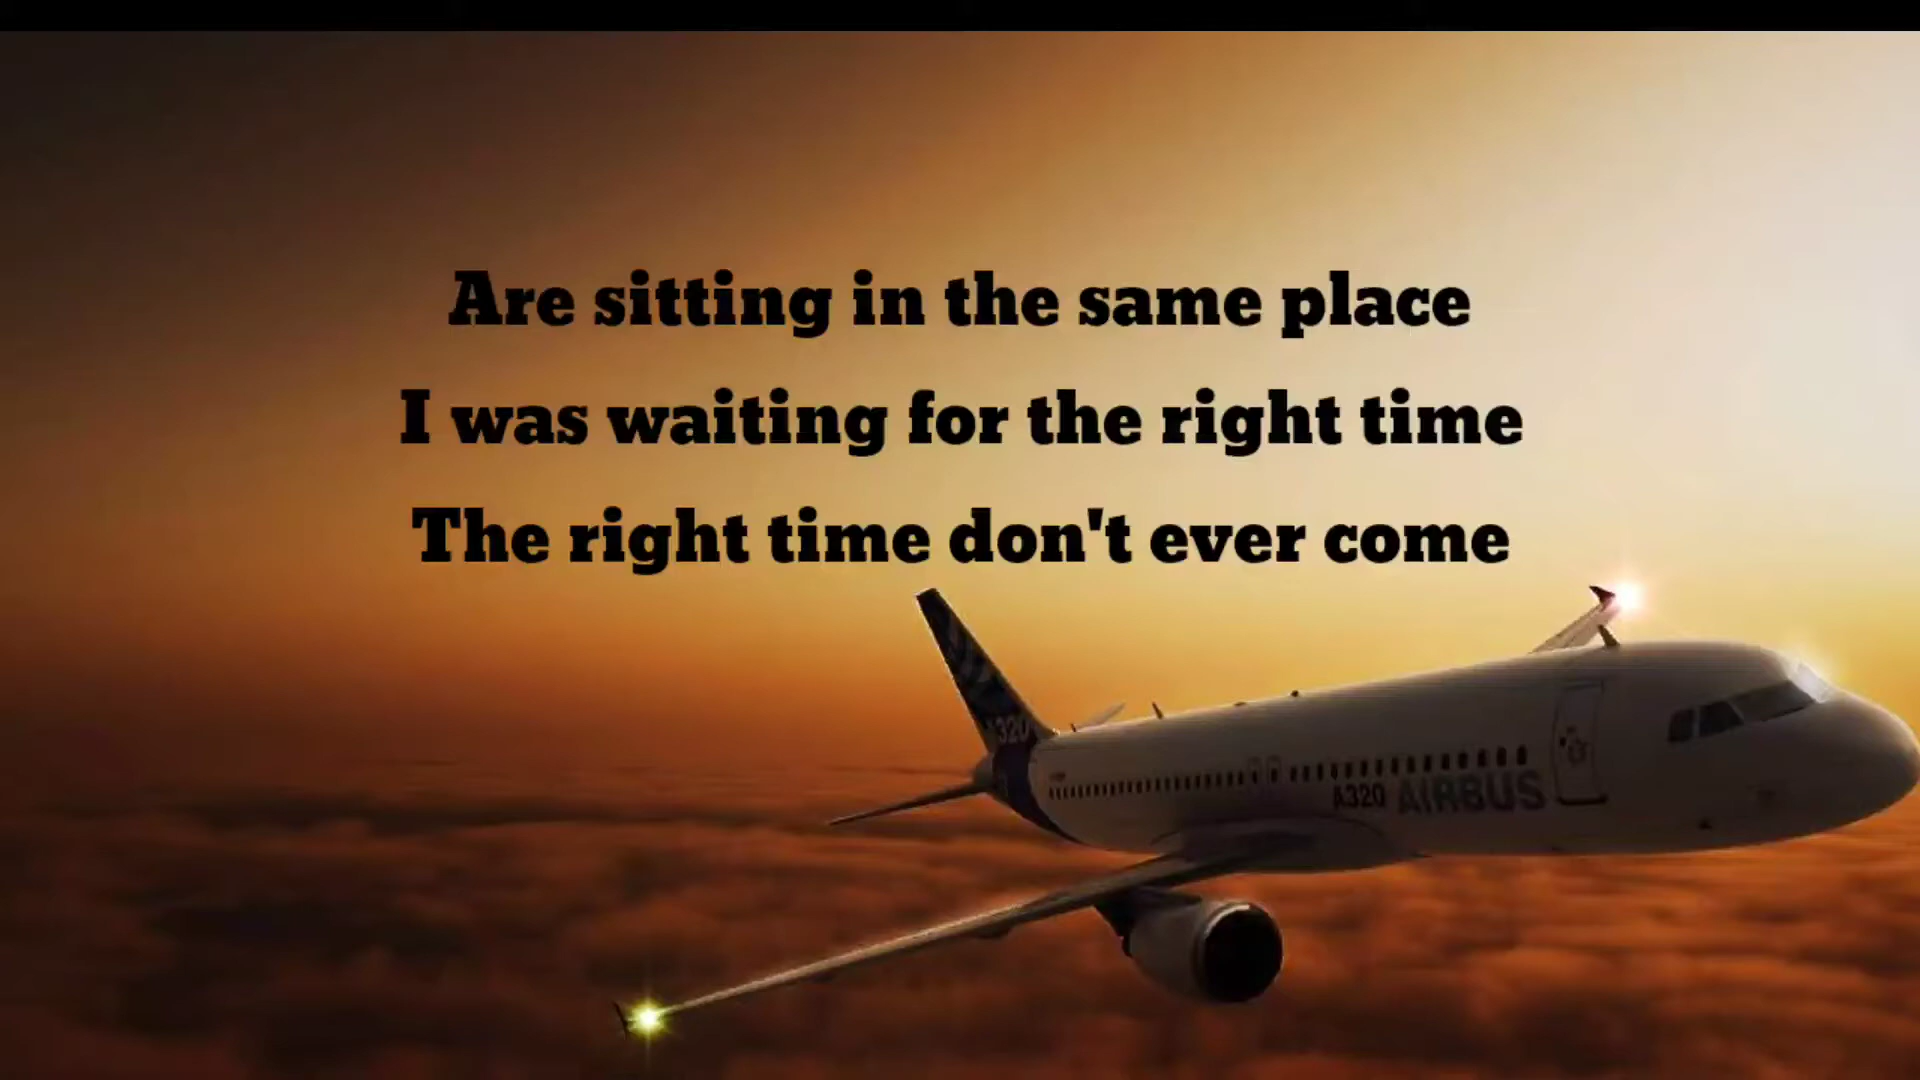 Are sitting in the same place
I was waiting for the right time
The right time don't ever come
A320
A320 AIRBUS